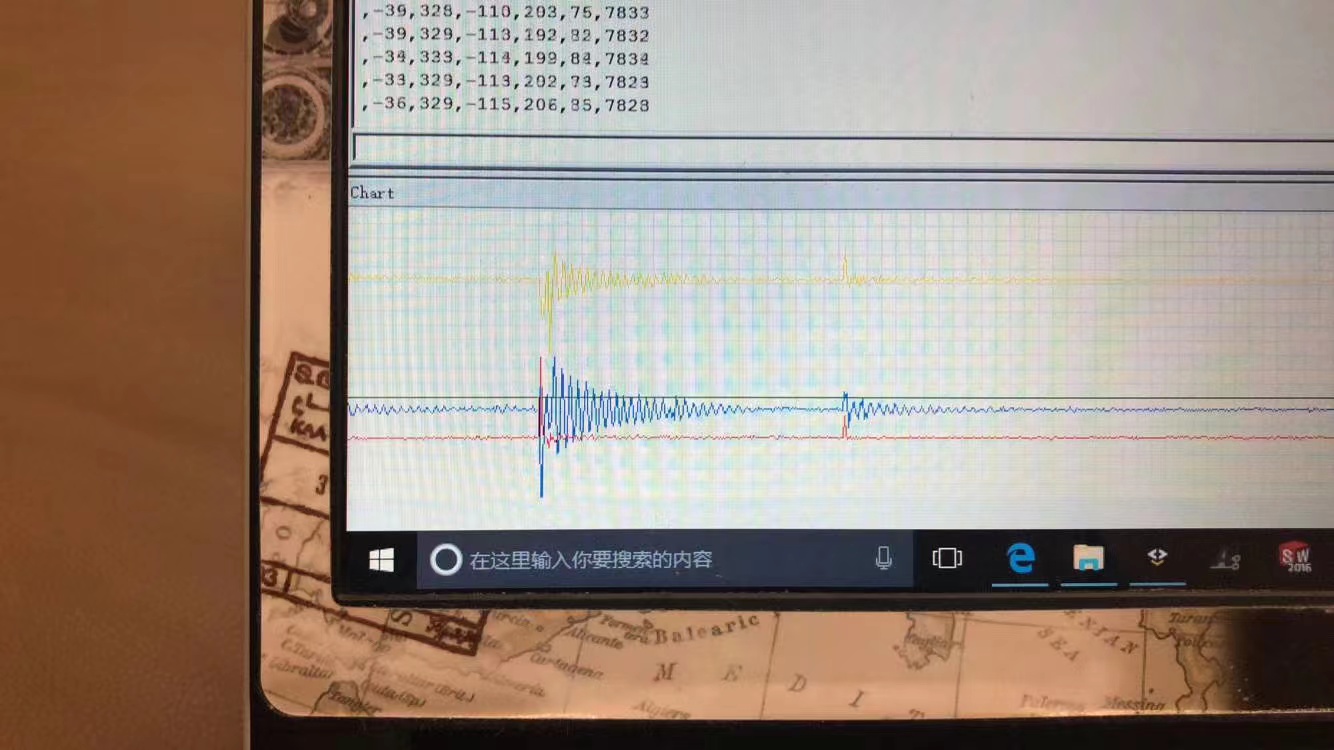 ,-39,328,-110,203,75,7833
,-39,329,-113,192,82,7832
,-34,333,-114,199,84,7834
,-33,329,-113,202,73,7823
,-36,329,-115,206,85,7828
Chart
在这里输入你要搜索的内容
SW
2016
3
Balearic
Alicante
Cartagena
M E D I T
SEA
Gibraltar
Tangier
Algiers
Palermo
Messina